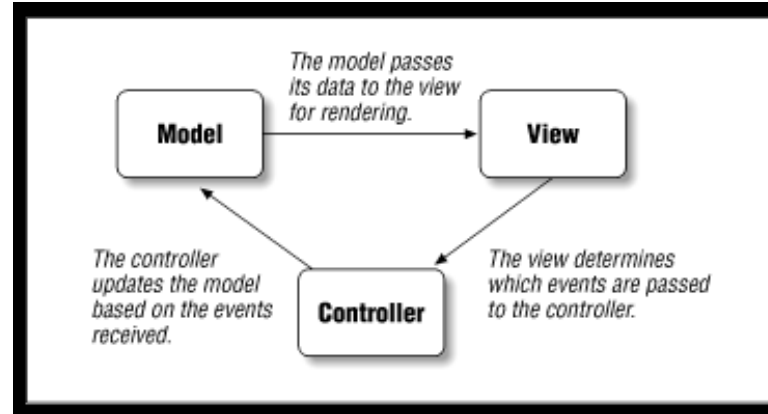 The model passes
its data to the view
for rendering.
Model
View
The controller
updates the model
based on the events
received.
Controller
The view determines
which events are passed
to the controller.